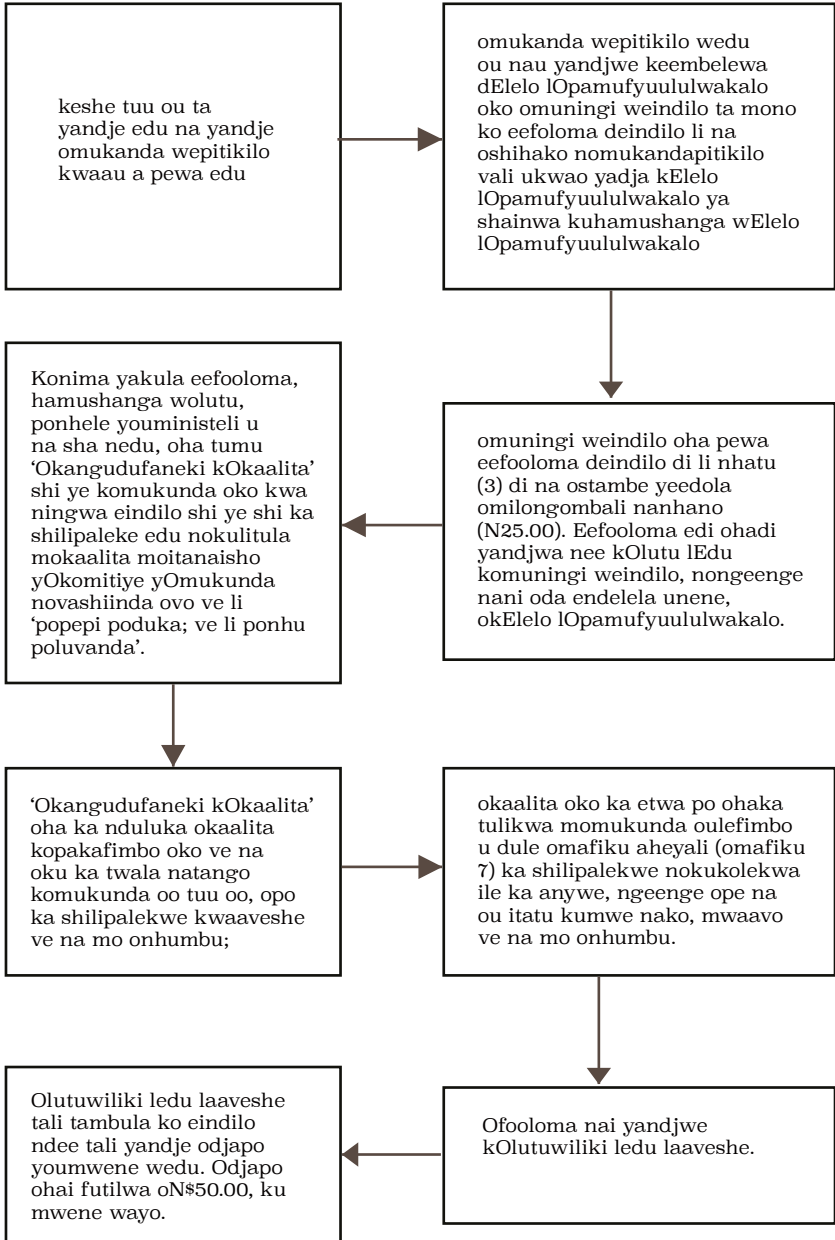 keshe tuu ou ta
yandje edu na yandje
omukanda wepitikilo
kwaau a pewa edu
omukanda wepitikilo wedu
ou nau yandjwe keembelewa
dElelo lOpamufyuululwakalo
oko omuningi weindilo ta mono
ko eefoloma deindilo li na
oshihako nomukandapitikilo
vali ukwao yadja kElelo
lOpamufyuululwakalo ya
shainwa kuhamushanga wElelo
lOpamufyuululwakalo
omuningi weindilo oha pewa
eefooloma deindilo di li nhatu
(3) di na ostambe yeedola
omilongombali nanhano
(N25.00). Eefooloma edi ohadi
yandjwa nee kOlutu lEdu
komuningi weindilo, nongeenge
nani oda endelela unene,
okElelo lOpamufyuululwakalo.
Konima yakula eefooloma,
hamushanga wolutu,
ponhele youministeli u
na sha nedu, oha tumu
‘Okangudufaneki kOkaalita’
shi ye komukunda oko kwa
ningwa eindilo shi ye shi ka
shilipaleke edu nokulitula
mokaalita moitanaisho
yOkomitiye yOmukunda
novashiinda ovo ve li
‘popepi poduka; ve li ponhu
poluvanda’.
‘Okangudufaneki kOkaalita’
oha ka nduluka okaalita
kopakafimbo oko ve na
oku ka twala natango
komukunda oo tuu oo, opo
ka shilipalekwe kwaaveshe
ve na mo onhumbu;
okaalita oko ka etwa po ohaka
tulikwa momukunda oulefimbo
u dule omafiku aheyali (omafiku
7) ka shilipalekwe nokukolekwa
ile ka anywe, ngeenge ope na
ou itatu kumwe nako, mwaavo
ve na mo onhumbu.
Ofooloma nai yandjwe
kOlutuwiliki ledu laaveshe.
Olutuwiliki ledu laaveshe
tali tambula ko eindilo
ndee tali yandje odjapo
youmwene wedu. Odjapo
ohai futilwa oN$50.00, ku
mwene wayo.